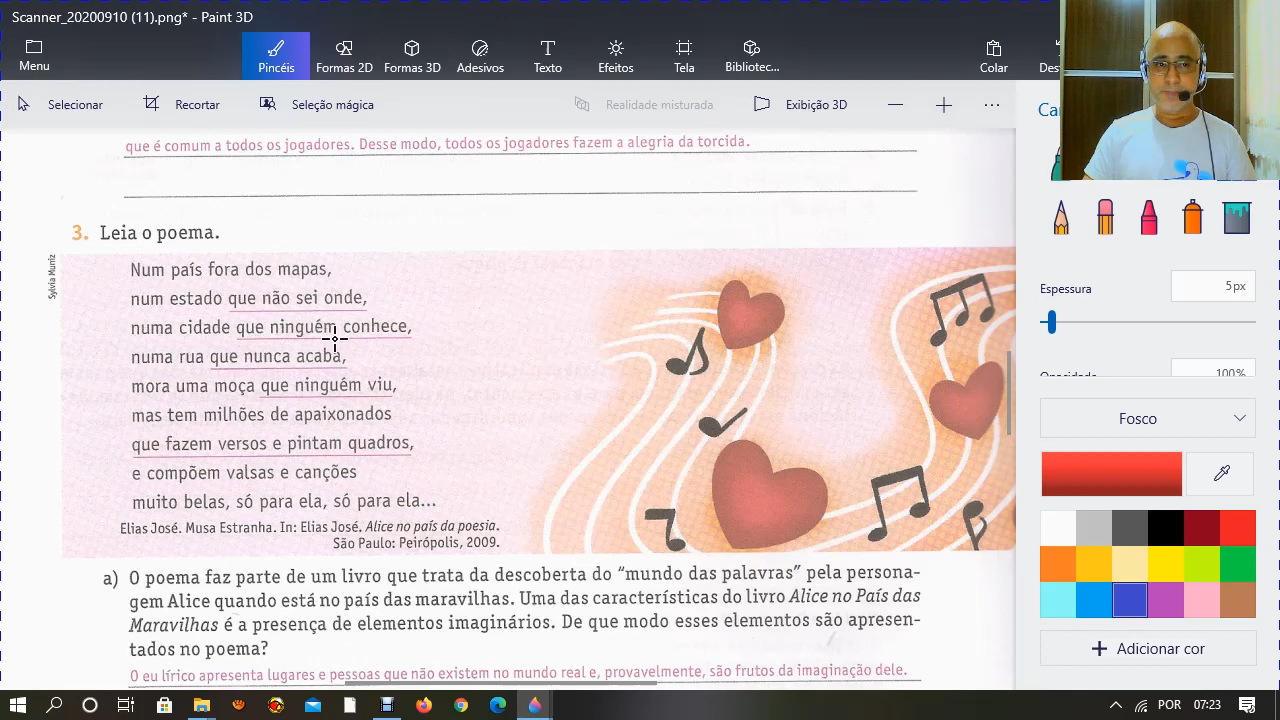 Scanner_20200910 (11).png* - Paint 3D
Menu
Pincéis
Formas 2D
Formas 3D
Adesivos
Texto
Efeitos
Tela
Bibliotec...
Colar
Selecionar
Recortar
Seleção mágica
Realidade misturada
Exibição 3D
que é comum a todos os jogadores. Desse modo, todos os jogadores fazem a alegria da torcida.
3. Leia o poema.
Sylvia Muniz
Num país fora dos mapas,
num estado que não sei onde,
numa cidade que ninguém conhece,
numa rua que nunca acaba,
mora uma moça que ninguém viu,
mas tem milhões de apaixonados
que fazem versos e pintam quadros,
e compõem valsas e canções
muito belas, só para ela, só para ela...
Elias José. Musa Estranha. In: Elias José. Alice no país da poesia.
São Paulo: Peirópolis, 2009.
a) O poema faz parte de um livro que trata da descoberta do “mundo das palavras” pela persona-
gem Alice quando está no país das maravilhas. Uma das características do livro Alice no País das
Maravilhas é a presença de elementos imaginários. De que modo esses elementos são apresen-
tados no poema?
O eu lírico apresenta lugares e pessoas que não existem no mundo real e, provavelmente, são frutos da imaginação dele.
Espessura
5px
Opacidade
100%
Fosco
Adicionar cor
POR
07:23